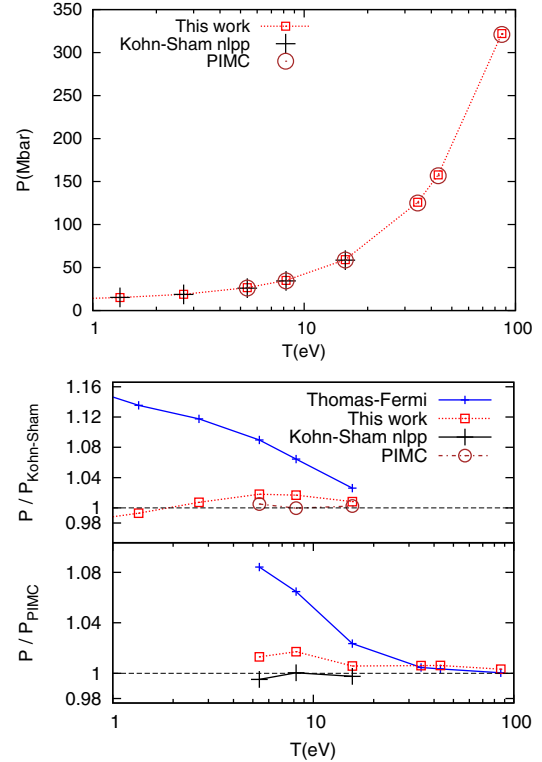 This work
Kohn-Sham nlpp
PIMC
350
300
250
200
150
100
50
0
P(Mbar)
1
10
100
T(eV)
Thomas-Fermi
This work
Kohn-Sham nlpp
PIMC
1.16
1.12
1.08
1.04
1
0.98
P / P Kohn-Sham
1.08
1.04
1
0.98
P / P PIMC
1
10
100
T(eV)